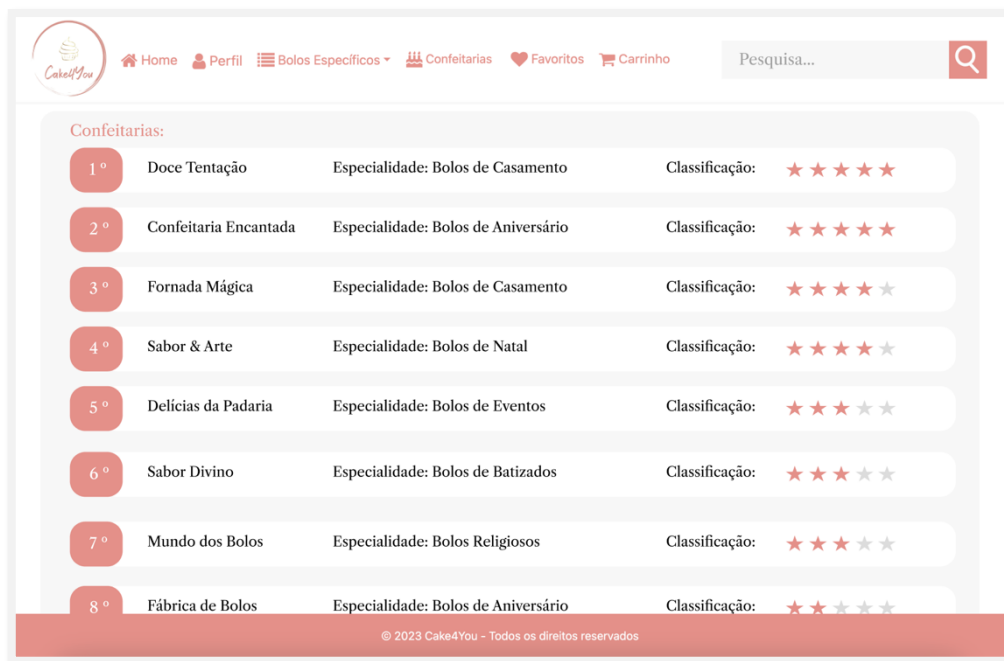 Cake4You
Home Perfil Bolos Específicos Confeitarias Favoritos Carrinho Pesquisa...
Confeitarias:
1 º Doce Tentação Especialidade: Bolos de Casamento Classificação:
2 º Confeitaria Encantada Especialidade: Bolos de Aniversário Classificação:
3 º Fornada Mágica Especialidade: Bolos de Casamento Classificação:
4 º Sabor & Arte Especialidade: Bolos de Natal Classificação:
5 º Delícias da Padaria Especialidade: Bolos de Eventos Classificação:
6 º Sabor Divino Especialidade: Bolos de Batizados Classificação:
7 º Mundo dos Bolos Especialidade: Bolos Religiosos Classificação:
8 º Fábrica de Bolos Especialidade: Bolos de Aniversário Classificação:
© 2023 Cake4You - Todos os direitos reservados